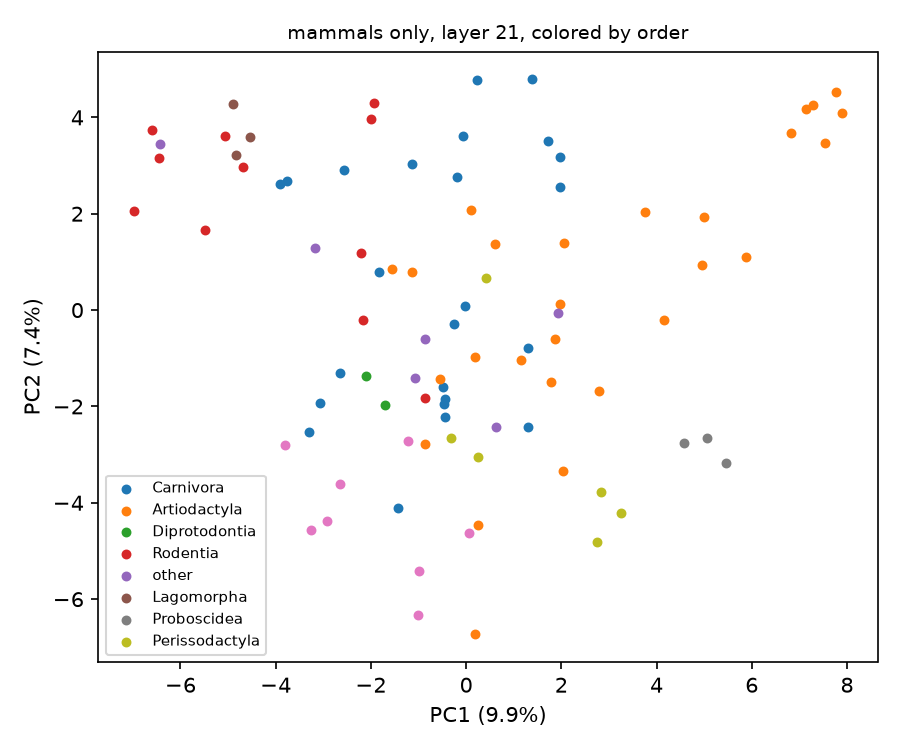 mammals only, layer 21, colored by order
4
2
0
−2
−4
−6
PC2 (7.4%)
Carnivora
Artiodactyla
Diprotodontia
Rodentia
other
Lagomorpha
Proboscidea
Perissodactyla
−6 −4 −2 0 2 4 6 8
PC1 (9.9%)